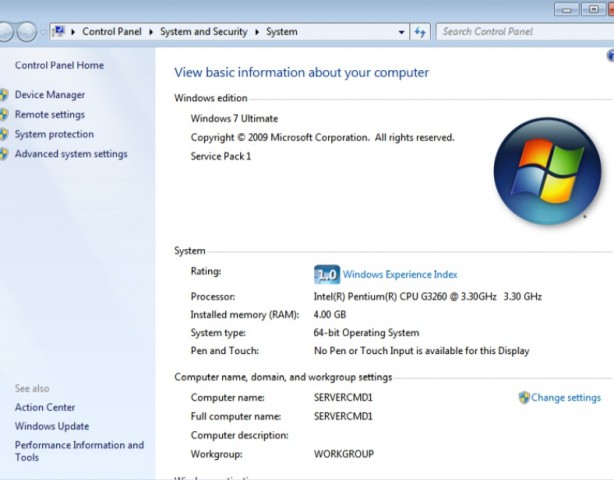 Control Panel ▸ System and Security ▸ System
Search Control Panel
Control Panel Home
Device Manager
Remote settings
System protection
Advanced system settings
See also
Action Center
Windows Update
Performance Information and
Tools
View basic information about your computer
Windows edition
Windows 7 Ultimate
Copyright © 2009 Microsoft Corporation. All rights reserved.
Service Pack 1
System
Rating:
1.0 Windows Experience Index
Processor:
Intel(R) Pentium(R) CPU G3260 @ 3.30GHz 3.30 GHz
Installed memory (RAM):
4.00 GB
System type:
64-bit Operating System
Pen and Touch:
No Pen or Touch Input is available for this Display
Computer name, domain, and workgroup settings
Computer name:
SERVERCMD1
Change settings
Full computer name:
SERVERCMD1
Computer description:
Workgroup:
WORKGROUP